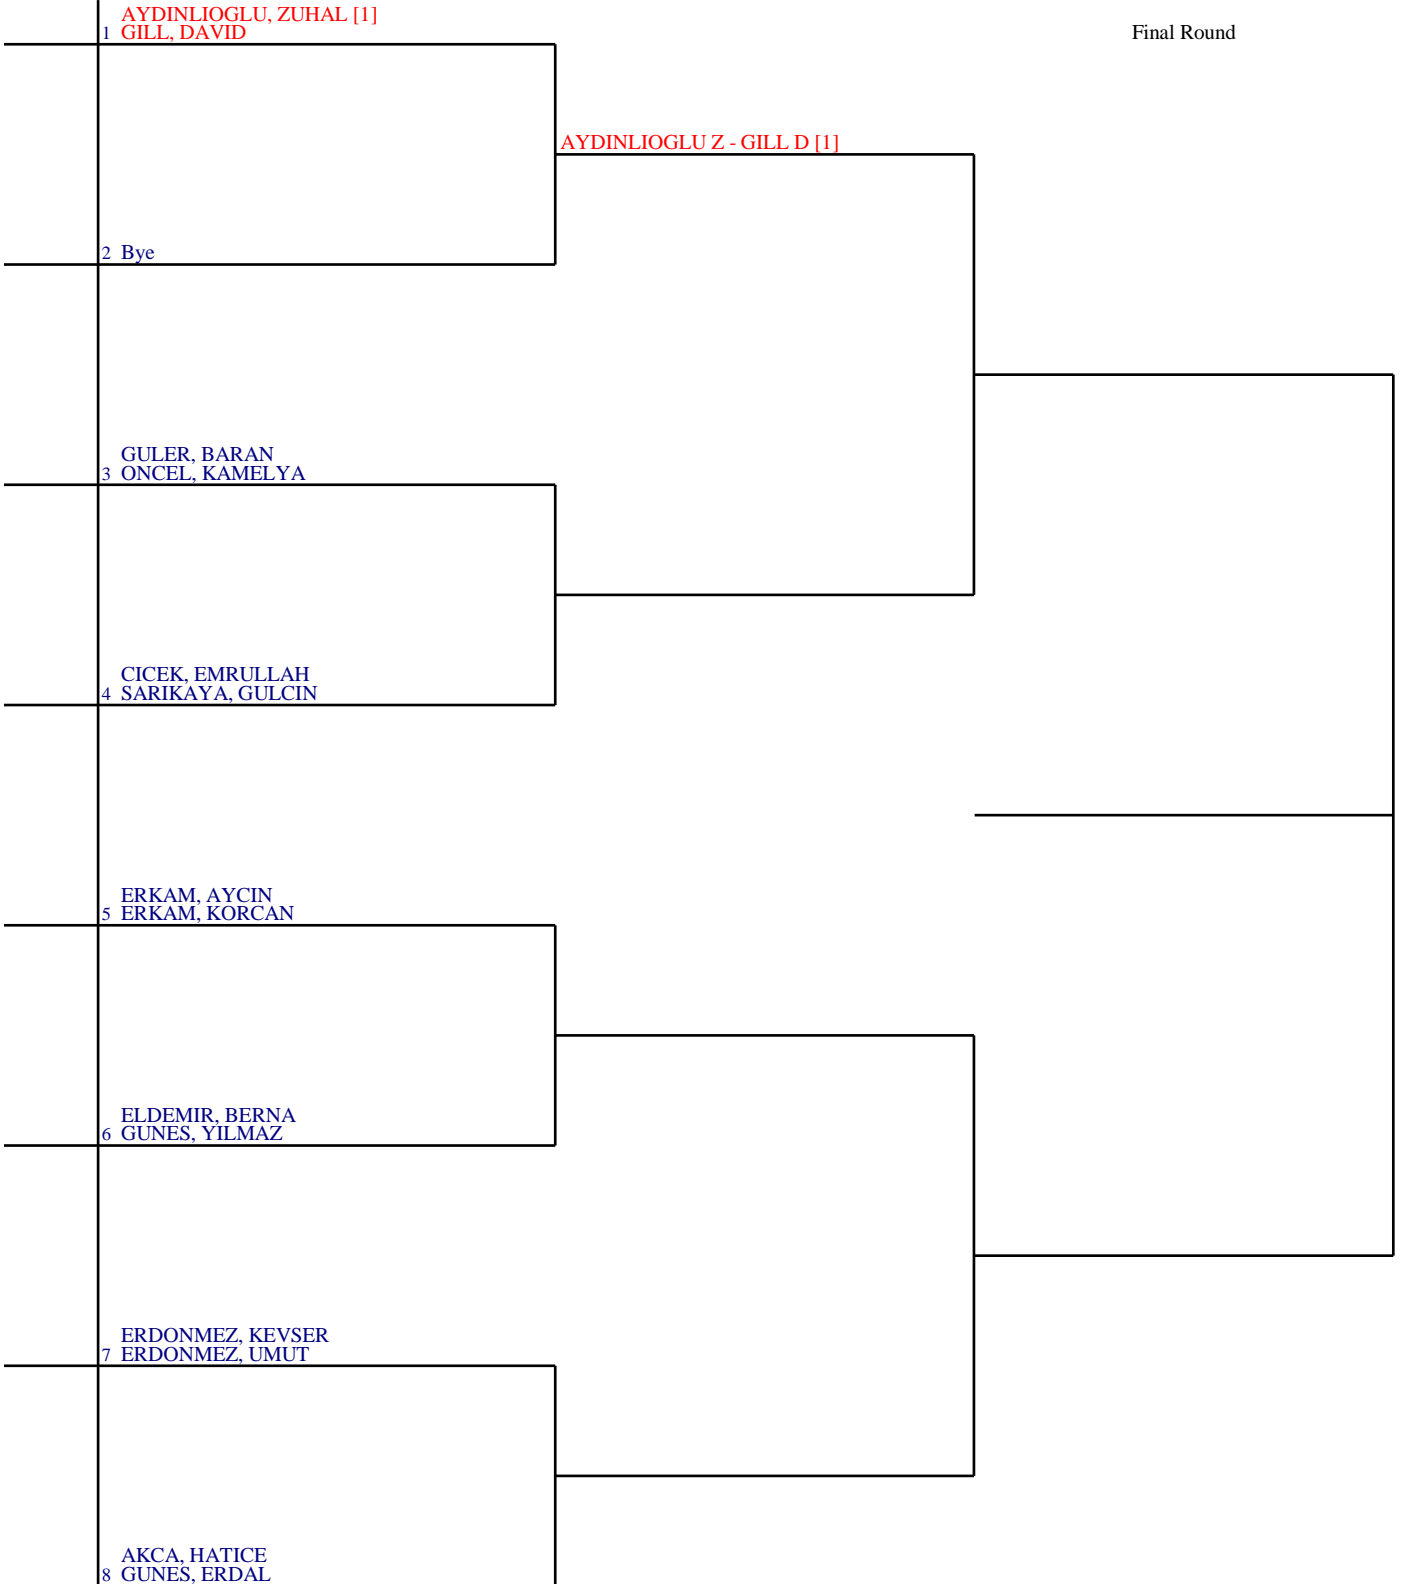 AYDINLIOGLU, ZUHAL [1]
1 GILL, DAVID
Final Round
AYDINLIOGLU Z - GILL D [1]
2 Bye
GULER, BARAN
3 ONCEL, KAMELYA
CICEK, EMRULLAH
4 SARIKAYA, GULCIN
ERKAM, AYCIN
5 ERKAM, KORCAN
ELDEMIR, BERNA
6 GUNES, YILMAZ
ERDONMEZ, KEVSER
7 ERDONMEZ, UMUT
AKCA, HATICE
8 GUNES, ERDAL